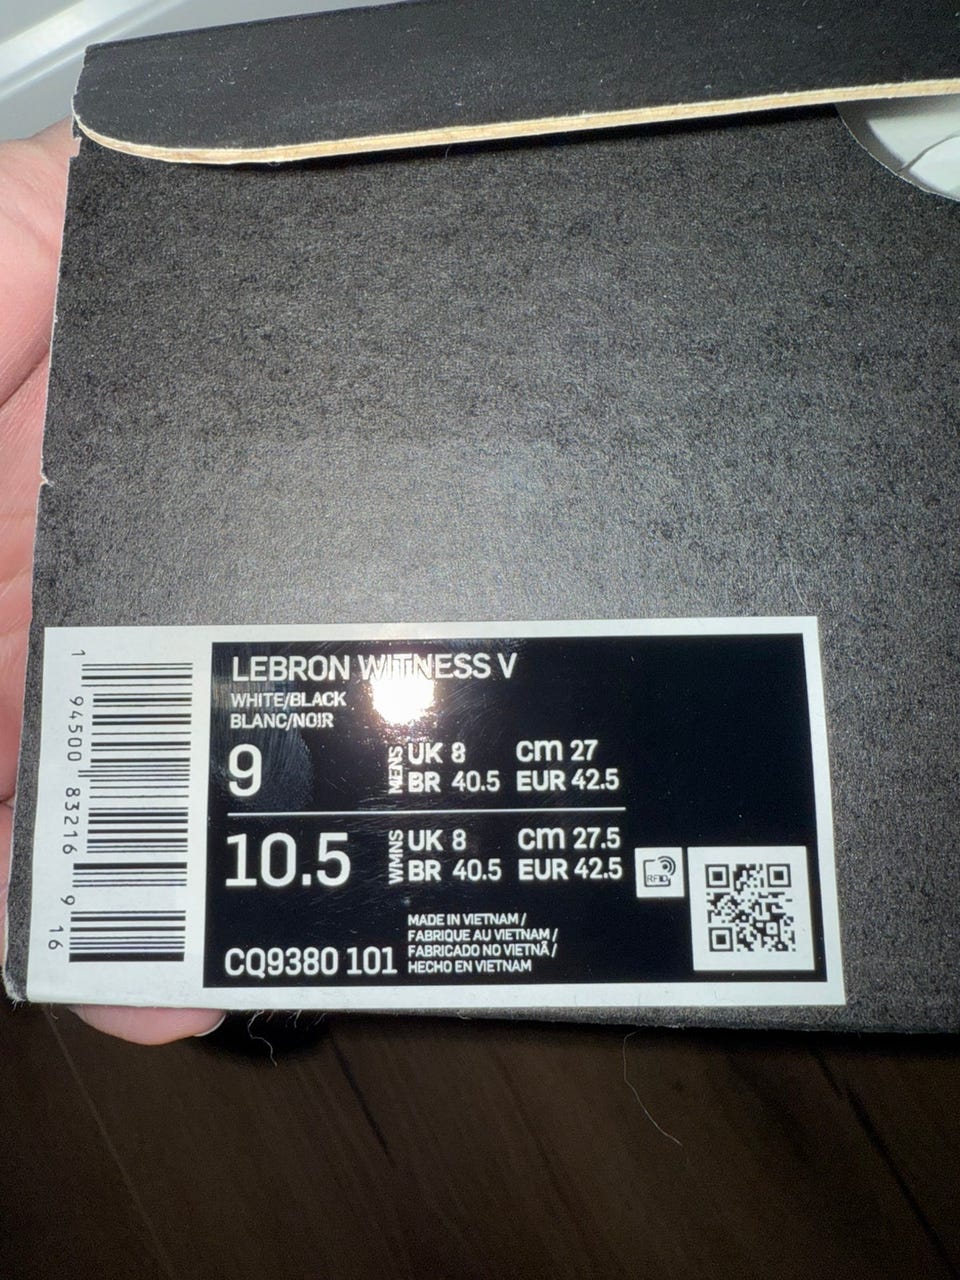 LEBRON WITNESS V
WHITE/BLACK
BLANC/NOIR
9 MENS UK 8 cm 27
BR 40.5 EUR 42.5
10.5 WMNS UK 8 cm 27.5
BR 40.5 EUR 42.5
RFID
MADE IN VIETNAM /
FABRIQUE AU VIETNAM /
FABRICADO NO VIETNÃ /
HECHO EN VIETNAM
CQ9380 101
1 94500 83216 9 16